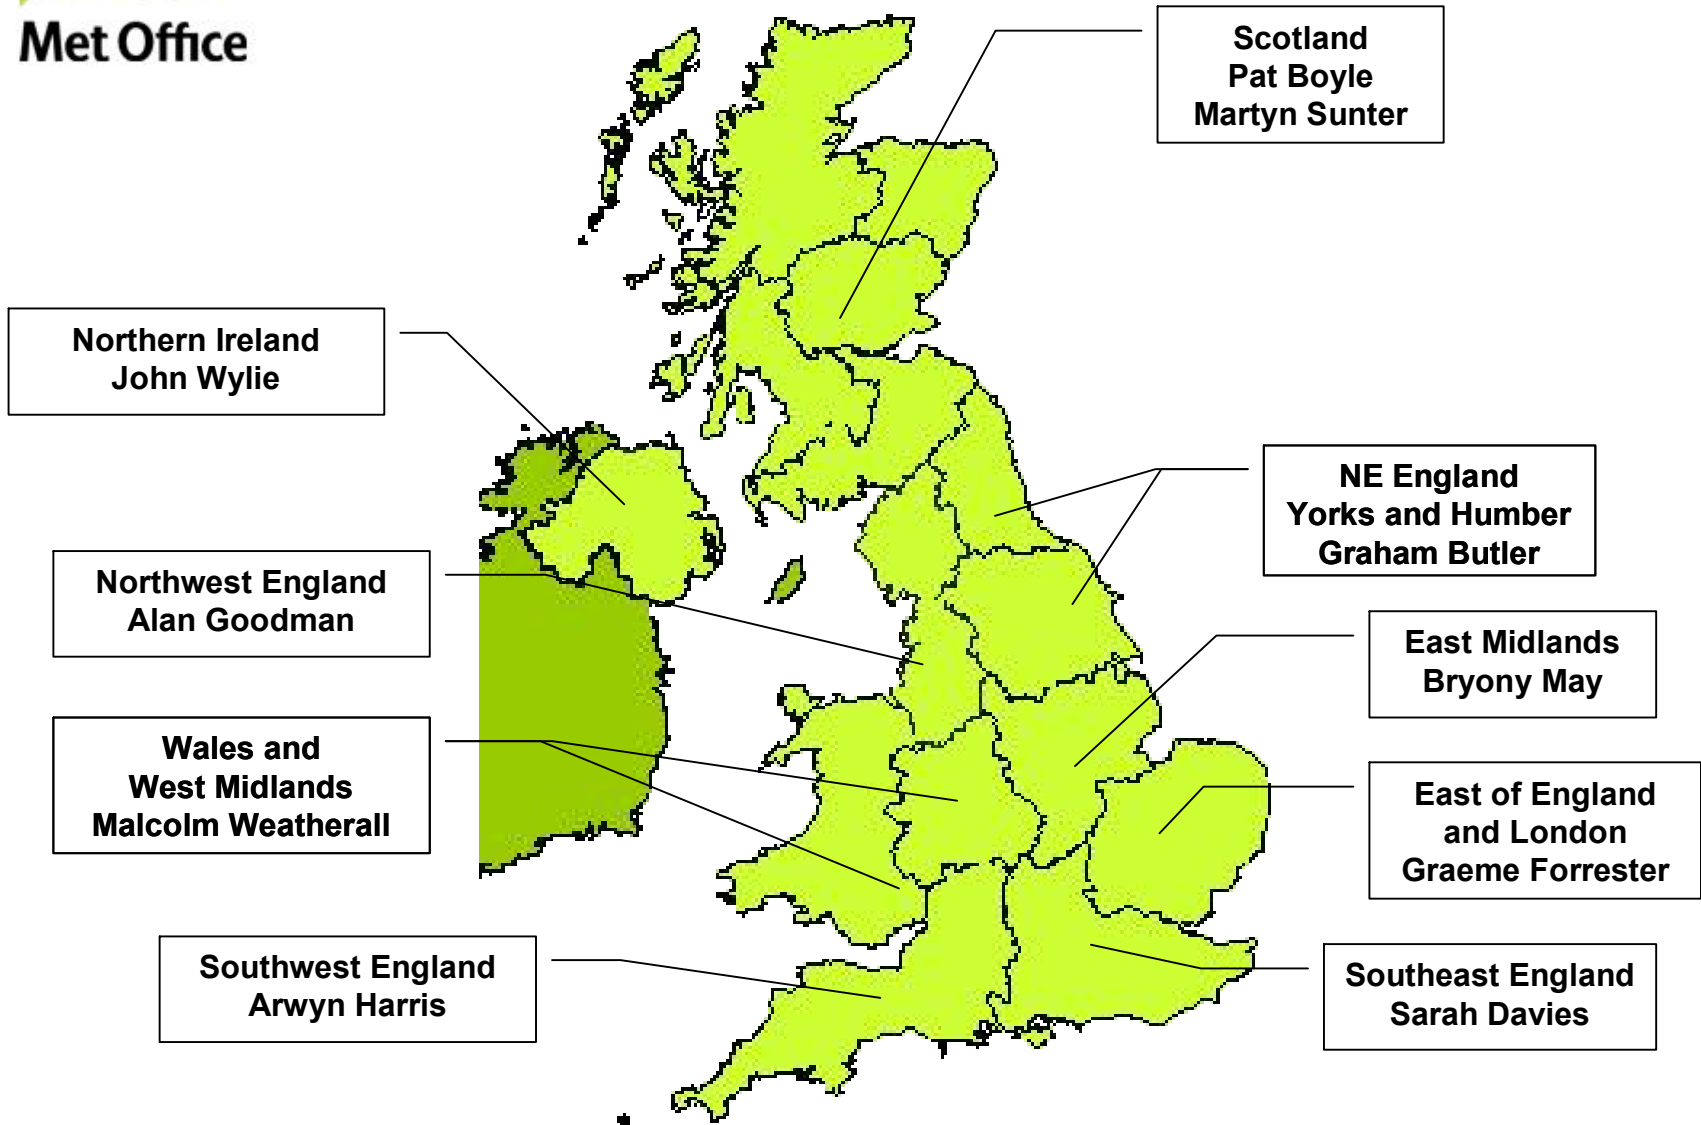 Met Office
Scotland
Pat Boyle
Martyn Sunter
Northern Ireland
John Wylie
NE England
Yorks and Humber
Graham Butler
Northwest England
Alan Goodman
East Midlands
Bryony May
Wales and
West Midlands
Malcolm Weatherall
East of England
and London
Graeme Forrester
Southwest England
Arwyn Harris
Southeast England
Sarah Davies